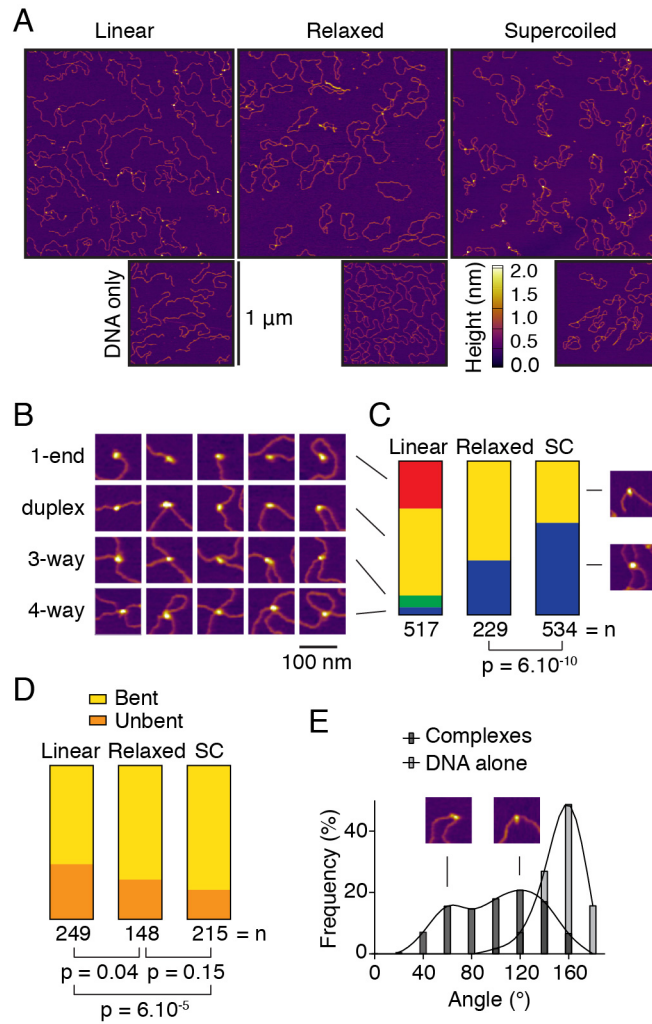 A
Linear Relaxed Supercoiled
DNA only
1 μm
Height (nm)
2.0
1.5
1.0
0.5
0.0
B
1-end
duplex
3-way
4-way
100 nm
C
Linear Relaxed SC
517 229 534 = n
p = 6.10-10
D
Bent
Unbent
Linear Relaxed SC
249 148 215 = n
p = 0.04 p = 0.15
p = 6.10-5
E
Complexes
DNA alone
Frequency (%)
40
20
0
0 40 80 120 160
Angle (°)